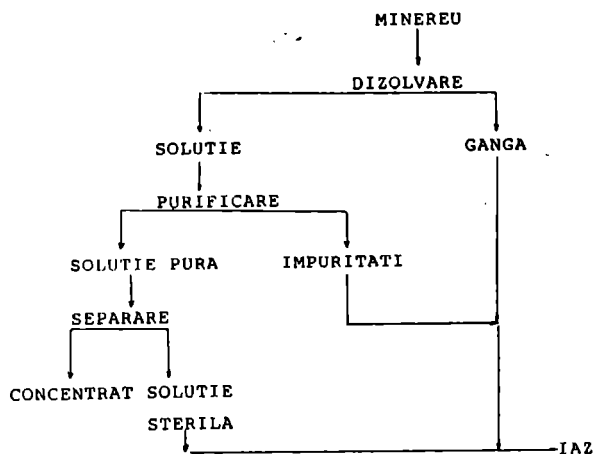 MINEREU
DIZOLVARE
SOLUTIE GANGA
PURIFICARE
SOLUTIE PURA IMPURITATI
SEPARARE
CONCENTRAT SOLUTIE
STERILA
IAZ